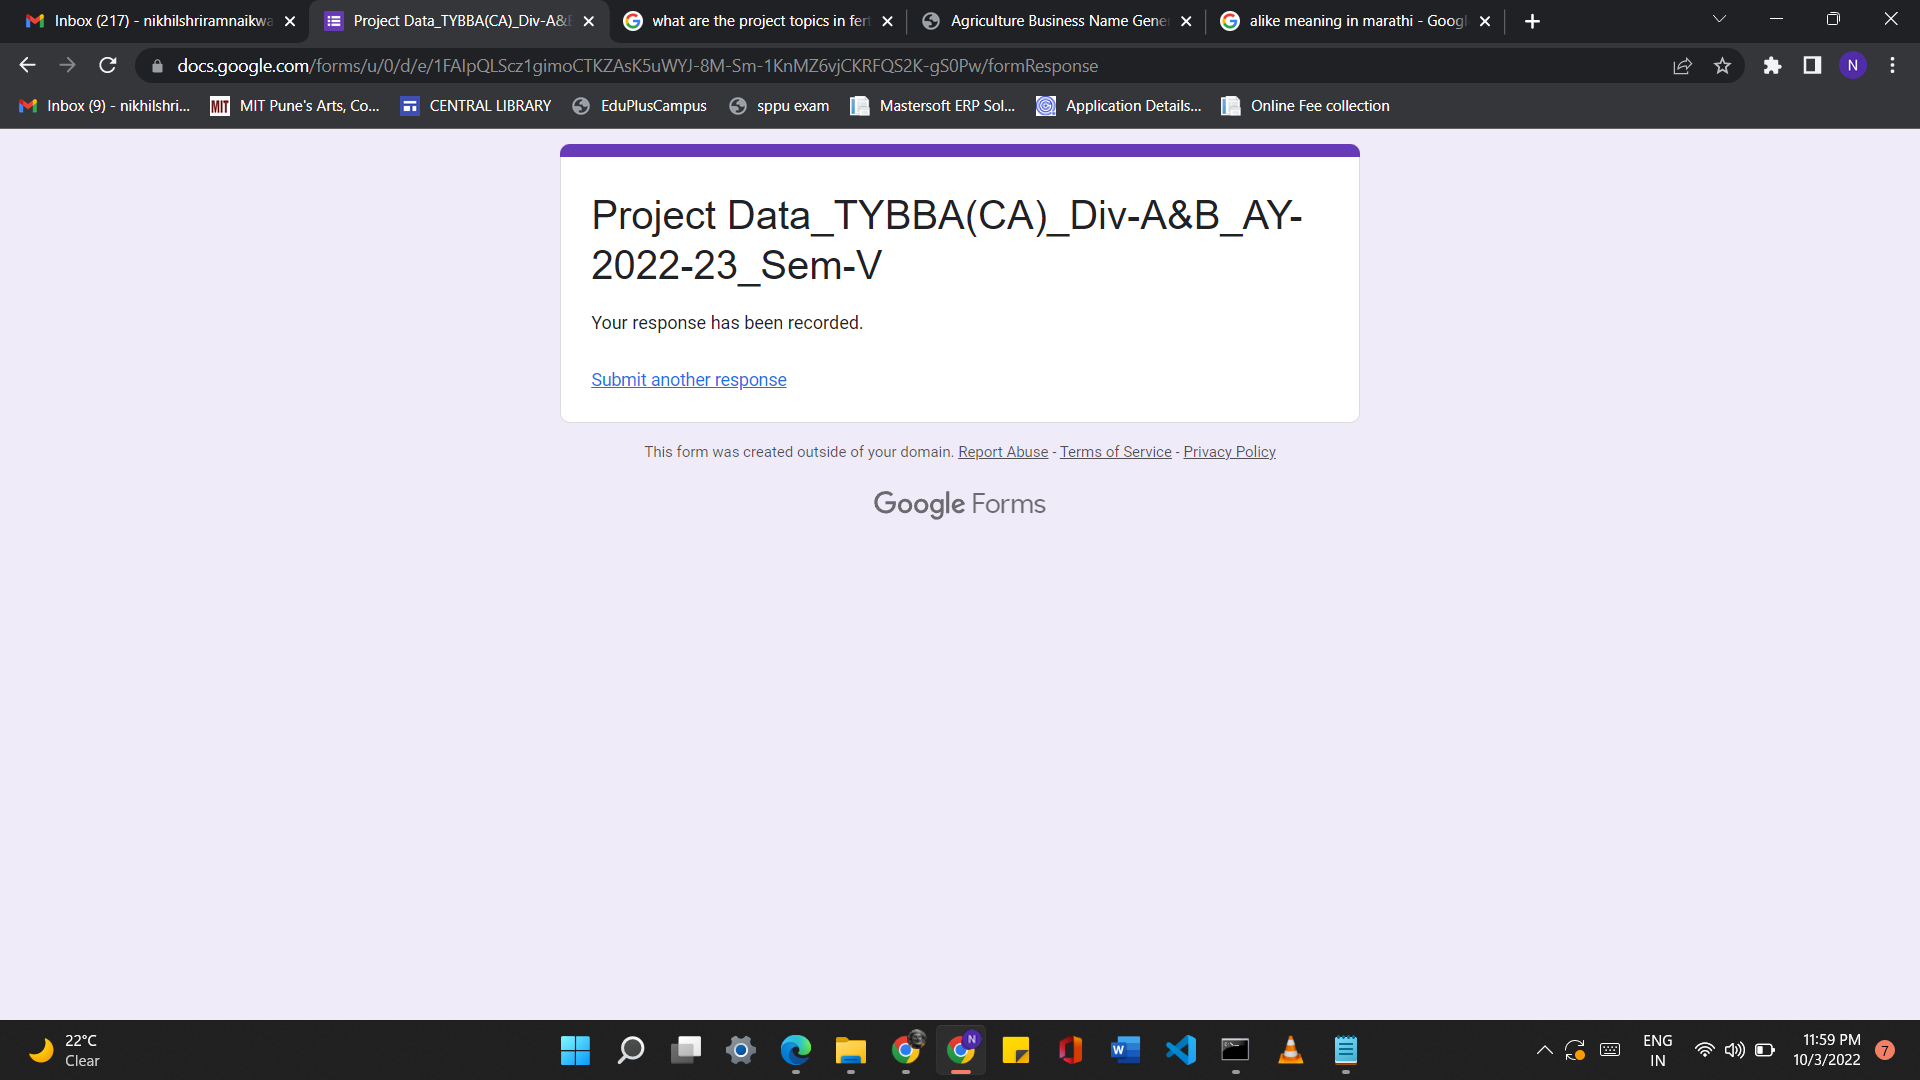 Inbox (217) - nikhilshriramnaikwa
Project Data_TYBBA(CA)_Div-A&B
what are the project topics in fert
Agriculture Business Name Gener
alike meaning in marathi - Googl
docs.google.com/forms/u/0/d/e/1FAIpQLScz1gimoCTKZAsK5uWYJ-8M-Sm-1KnMZ6vjCKRFQS2K-gS0Pw/formResponse
N
Inbox (9) - nikhilshri...
MIT
MIT Pune's Arts, Co...
CENTRAL LIBRARY
EduPlusCampus
sppu exam
Mastersoft ERP Sol...
Application Details...
Online Fee collection
Project Data_TYBBA(CA)_Div-A&B_AY-
2022-23_Sem-V
Your response has been recorded.
Submit another response
This form was created outside of your domain. Report Abuse - Terms of Service - Privacy Policy
Google Forms
22°C
Clear
N
W
ENG
IN
11:59 PM
10/3/2022
7